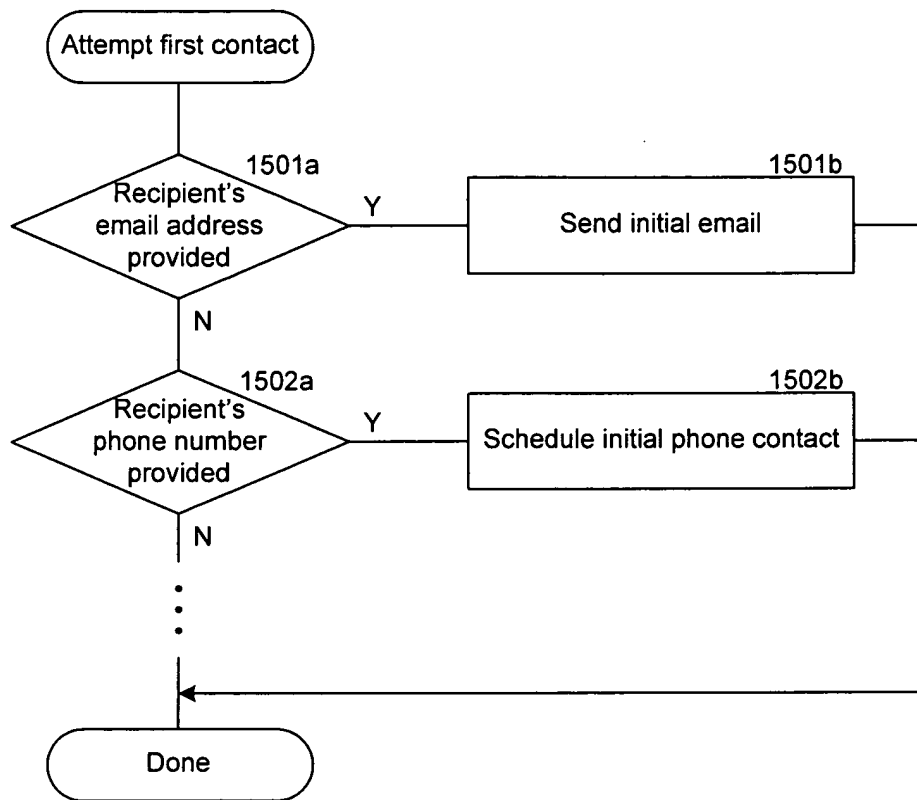 Attempt first contact
1501a
Recipient's
email address
provided
Y
1501b
Send initial email
N
1502a
Recipient's
phone number
provided
Y
1502b
Schedule initial phone contact
N
Done